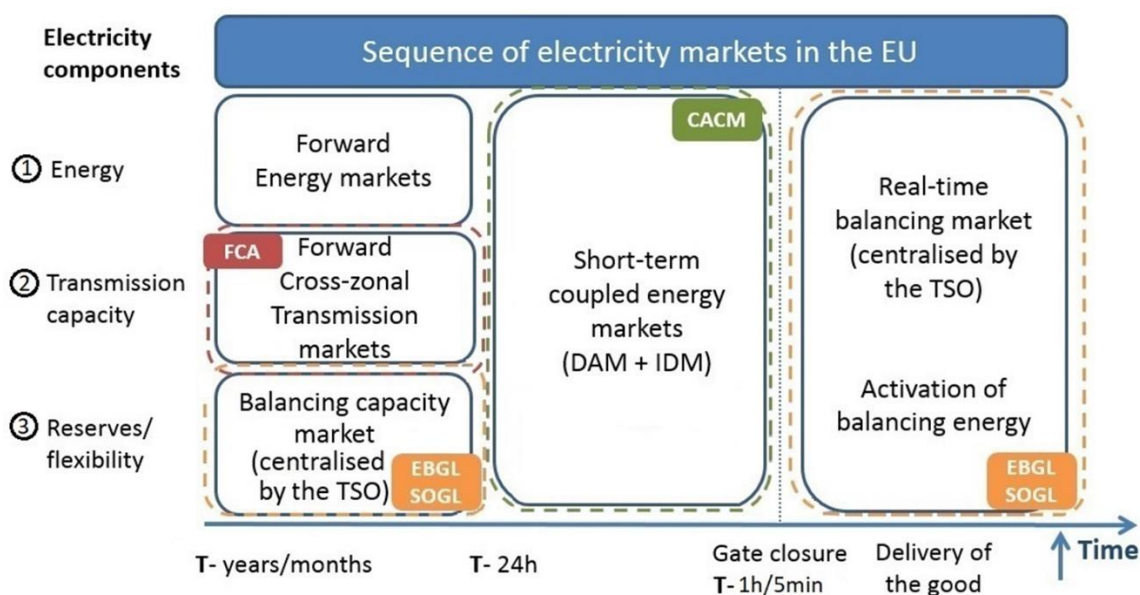 Electricity
components
Sequence of electricity markets in the EU
① Energy
Forward
Energy markets
② Transmission
capacity
FCA
Forward
Cross-zonal
Transmission
markets
③ Reserves/
flexibility
Balancing capacity
market
(centralised
by the TSO)
EBGL
SOGL
CACM
Short-term
coupled energy
markets
(DAM + IDM)
Real-time
balancing market
(centralised by
the TSO)
Activation of
balancing energy
EBGL
SOGL
T- years/months
T- 24h
Gate closure
T- 1h/5min
Delivery of
the good
Time